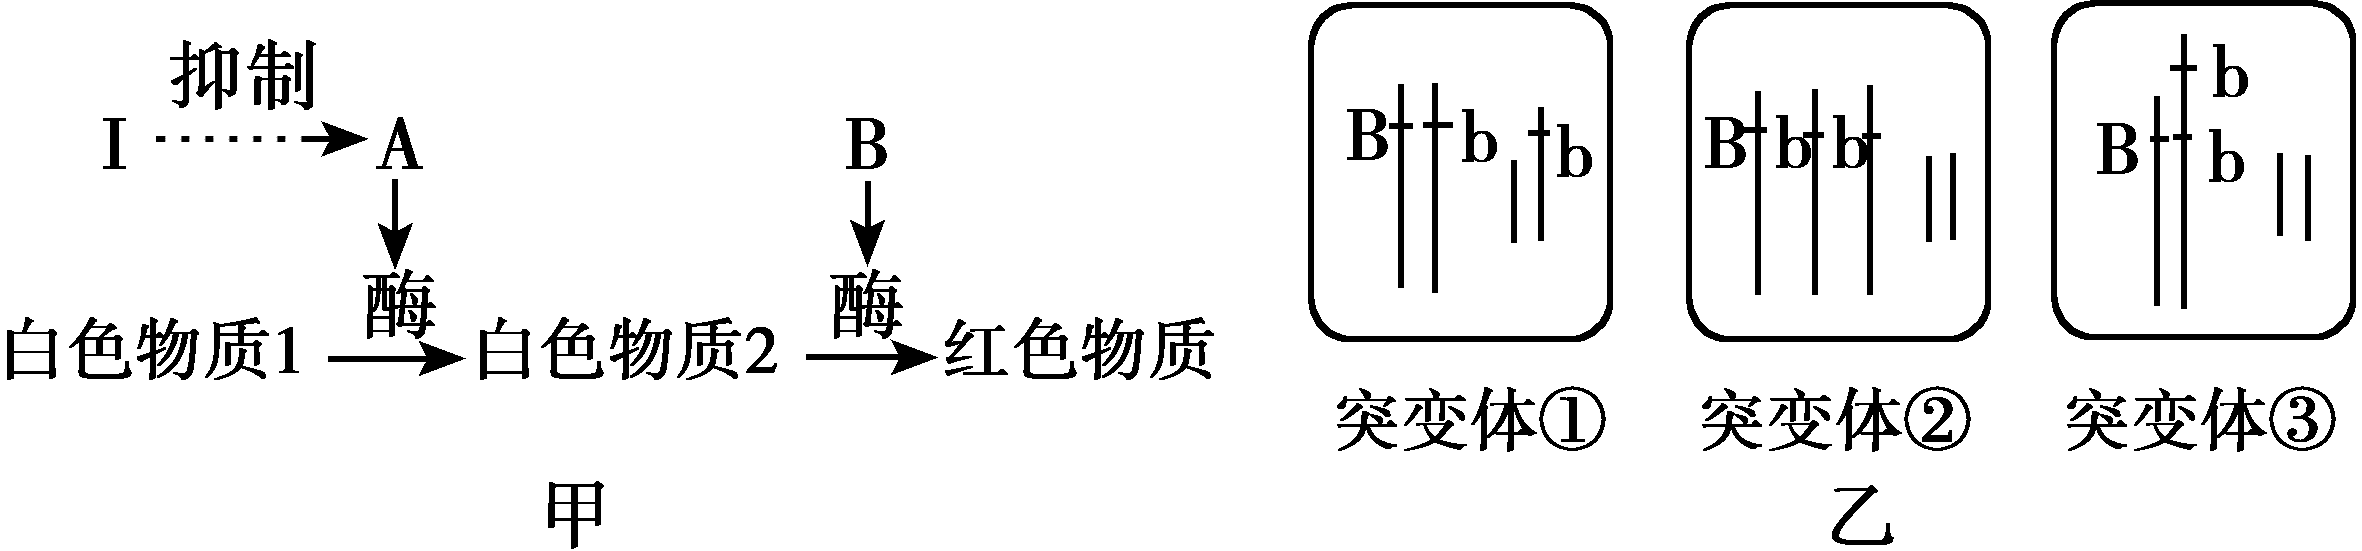 抑制
I A B
酶 酶
白色物质1 白色物质2 红色物质
甲
B b b
B b b
b
B b
突变体① 突变体② 突变体③
乙